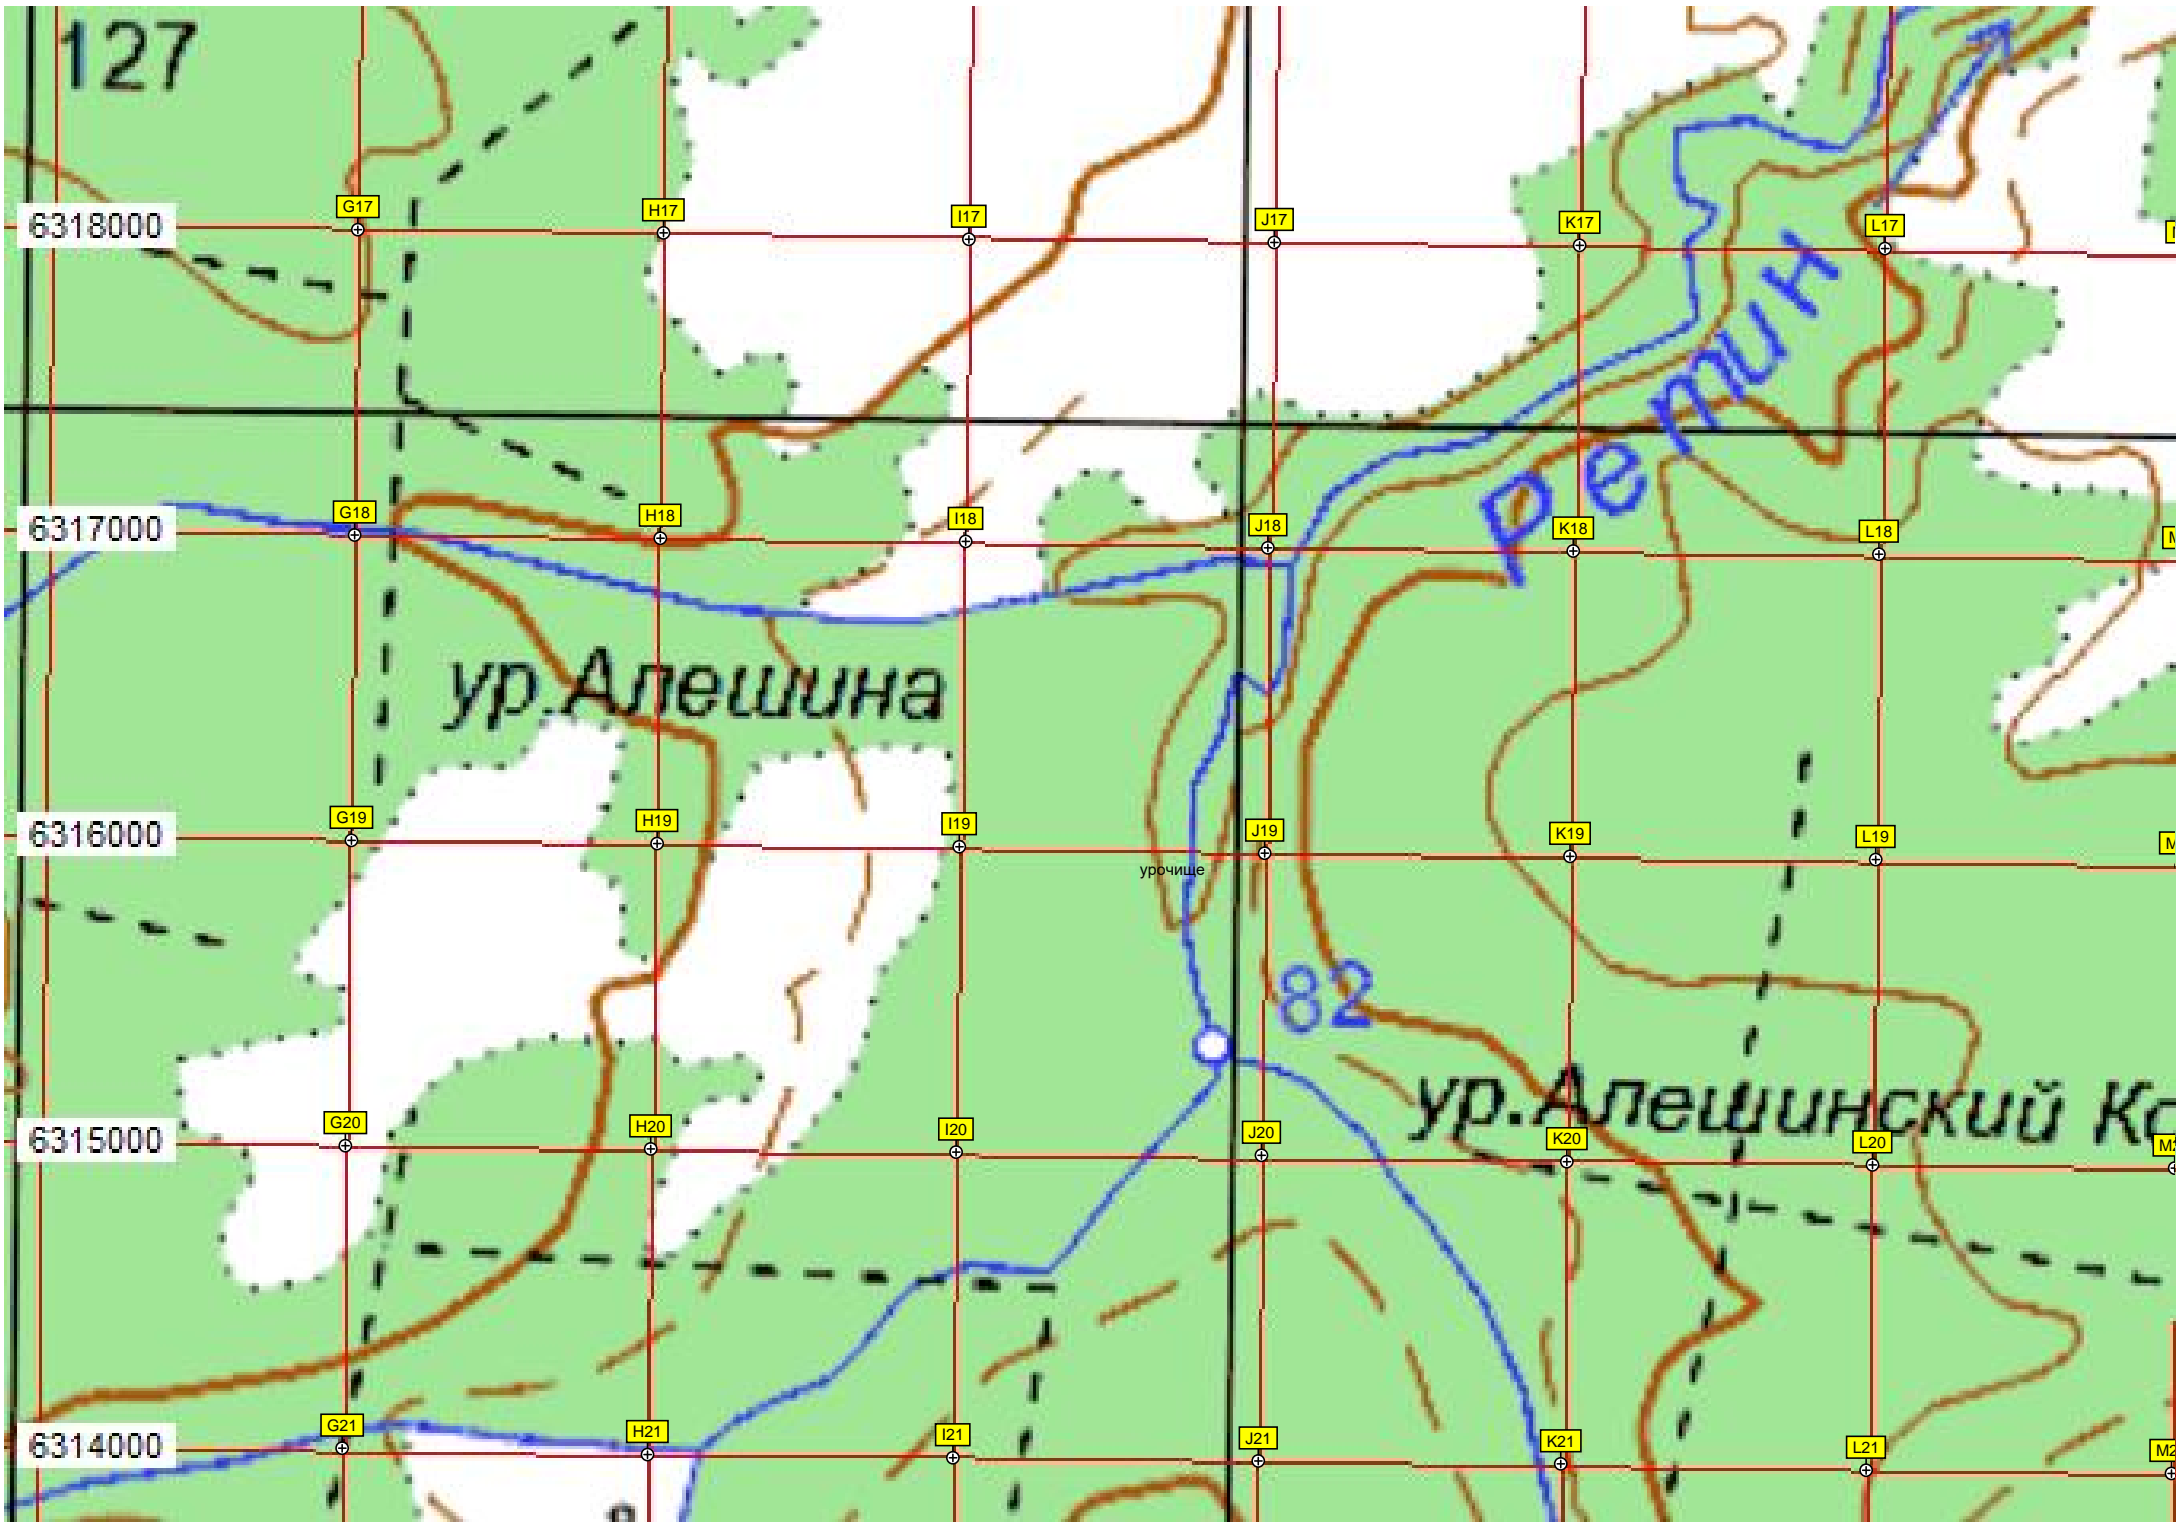 127
G17 H17 I17 J17 K17 L17
6318000
Репин
G18 H18 I18 J18 K18 L18
6317000
ур.Алешина
G19 H19 I19 J19 K19 L19
6316000
урочище
82
ур.Алешинский
G20 H20 I20 J20 K20 L20
6315000
G21 H21 I21 J21 K21 L21
6314000